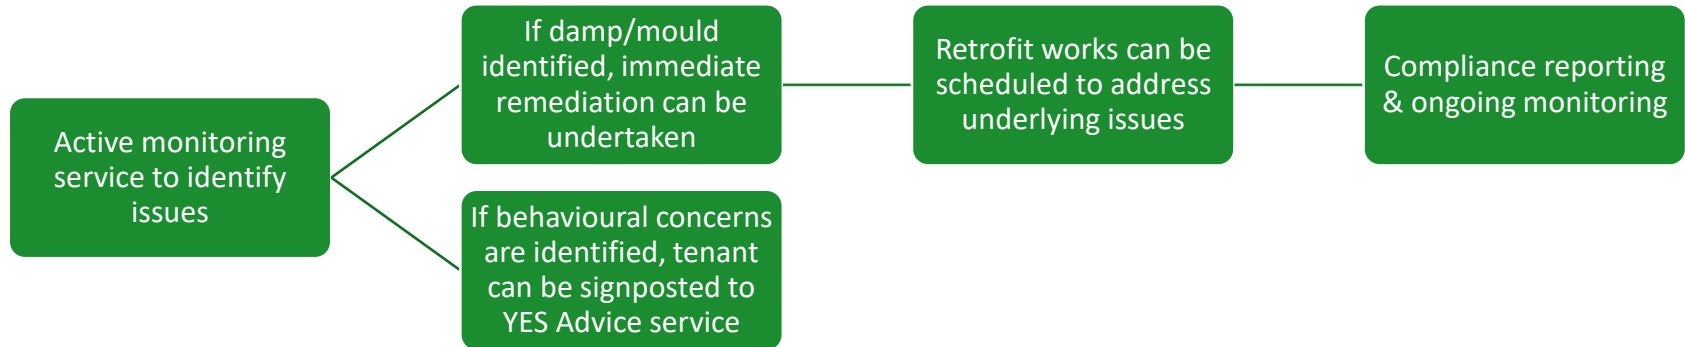 Active monitoring
service to identify
issues
If damp/mould
identified, immediate
remediation can be
undertaken
If behavioural concerns
are identified, tenant
can be signposted to
YES Advice service
Retrofit works can be
scheduled to address
underlying issues
Compliance reporting
& ongoing monitoring